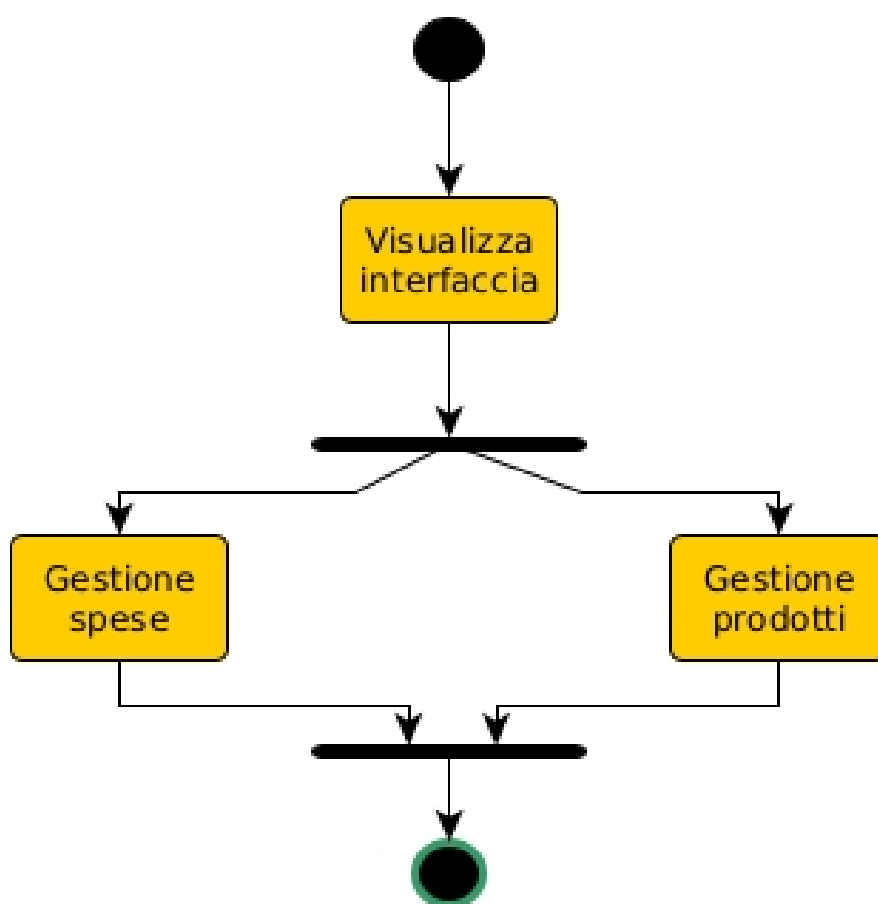 Visualizza
interfaccia
Gestione
spese
Gestione
prodotti